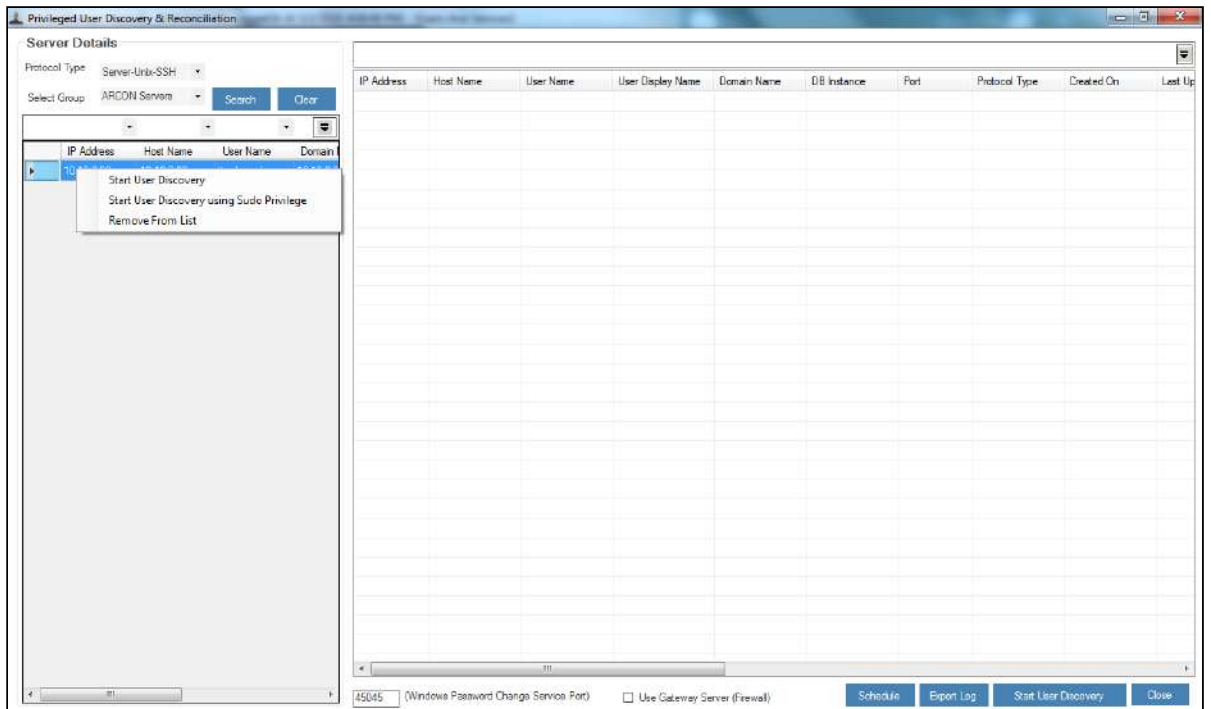 Privileged User Discovery & Reconciliation
Server Details
Protocol Type Server-Unix-SSH
Select Group ARCON Servers Search Clear
IP Address Host Name User Name Domain
Start User Discovery
Start User Discovery using Sudo Privilege
Remove From List
IP Address Host Name User Name User Display Name Domain Name DB Instance Port Protocol Type Created On Last Up
45045 (Windows Password Change Service Port) Use Gateway Server (Firewall) Schedule Export Log Start User Discovery Close